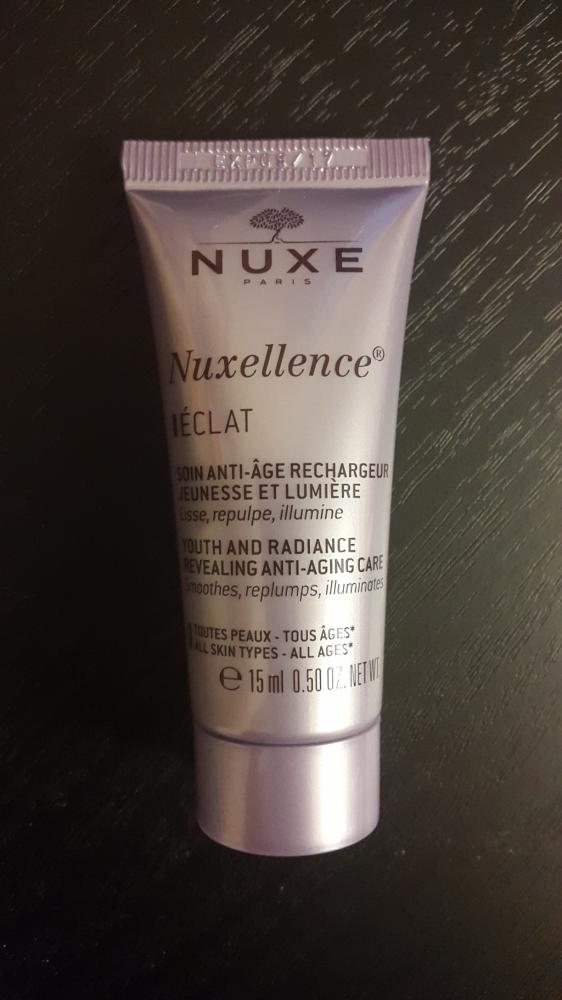 NUXE
PARIS
Nuxellence®
ÉCLAT
SOIN ANTI-ÂGE RECHARGEUR
JEUNESSE ET LUMIÈRE
Lisse, repulpe, illumine
YOUTH AND RADIANCE
REVEALING ANTI-AGING CARE
Smoothes, replumps, illuminates
TOUTES PEAUX - TOUS ÂGES*
ALL SKIN TYPES - ALL AGES*
e 15 ml 0.50 OZ. NET WT.